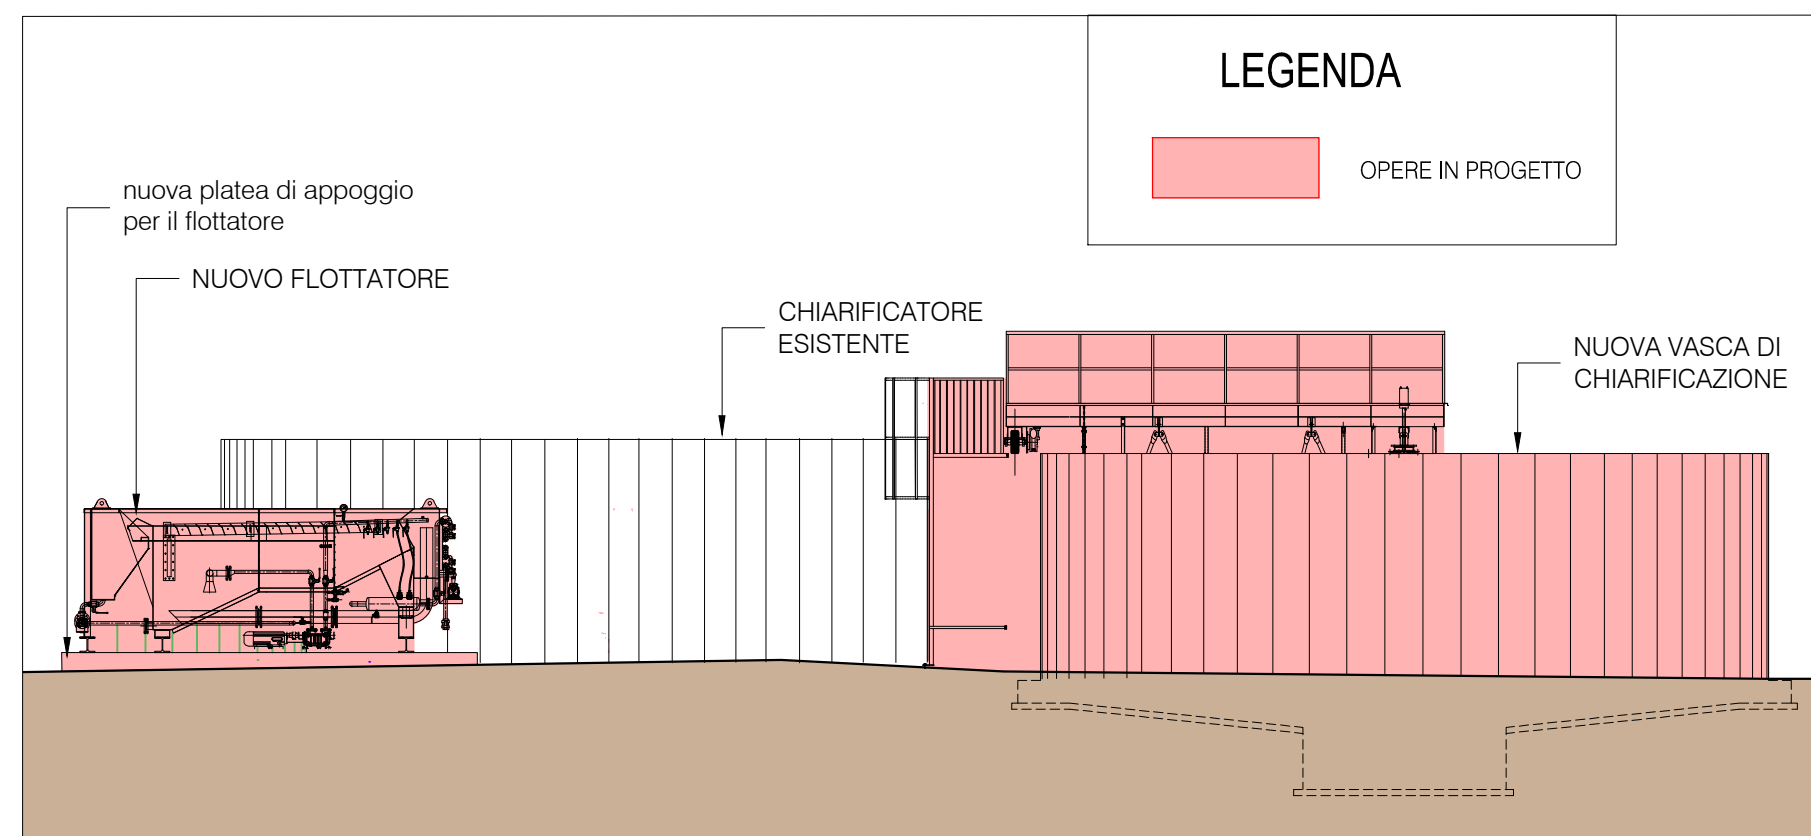 LEGENDA
OPERE IN PROGETTO
nuova platea di appoggio
per il flottatore
NUOVO FLOTTATORE
CHIARIFICATORE
ESISTENTE
NUOVA VASCA DI
CHIARIFICAZIONE